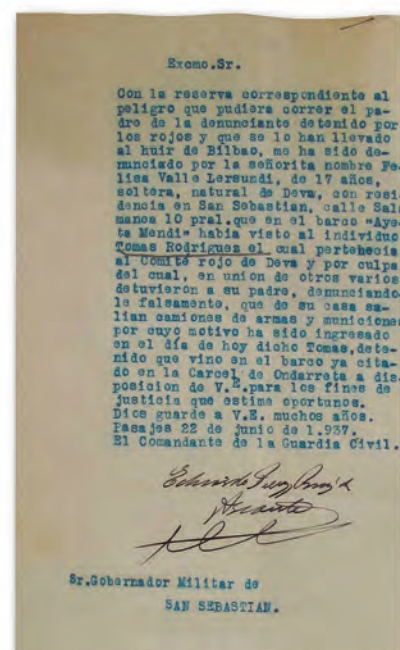 Excmo.Sr.
Con la reserva correspondiente al
peligro que pudiera correr el pa-
dre de la denunciante detenido por
los rojos y que se lo han llevado
al huir de Bilbao, me ha sido de-
nunciado por la señorita nombre Fe-
lisa Valle Lersundi, de 17 años,
soltera, natural de Deva, con resi-
dencia en San Sebastian, calle Sala
manca 10 pral.que en el barco "Aye-
ta Mendi" habia visto al individuo
Tomas Rodriguez el cual pertenecia
al Comité rojo de Deva y por culpa
del cual, en union de otros varios
detuvieron a su padre, denunciando-
le falsamente, que de su casa sa-
lian camiones de armas y municiones
por cuyo motivo ha sido ingresado
en el día de hoy dicho Tomas,dete-
nido que vino en el barco ya cita-
do en la Carcel de Ondarreta a dis-
posicion de V.E.para los fines de
justicia que estime oportunos.
Dios guarde a V.E. muchos años.
Pasajes 22 de junio de 1.937.
El Comandante de la Guardia Civil.
Sr.Gobernador Militar de
SAN SEBASTIAN.